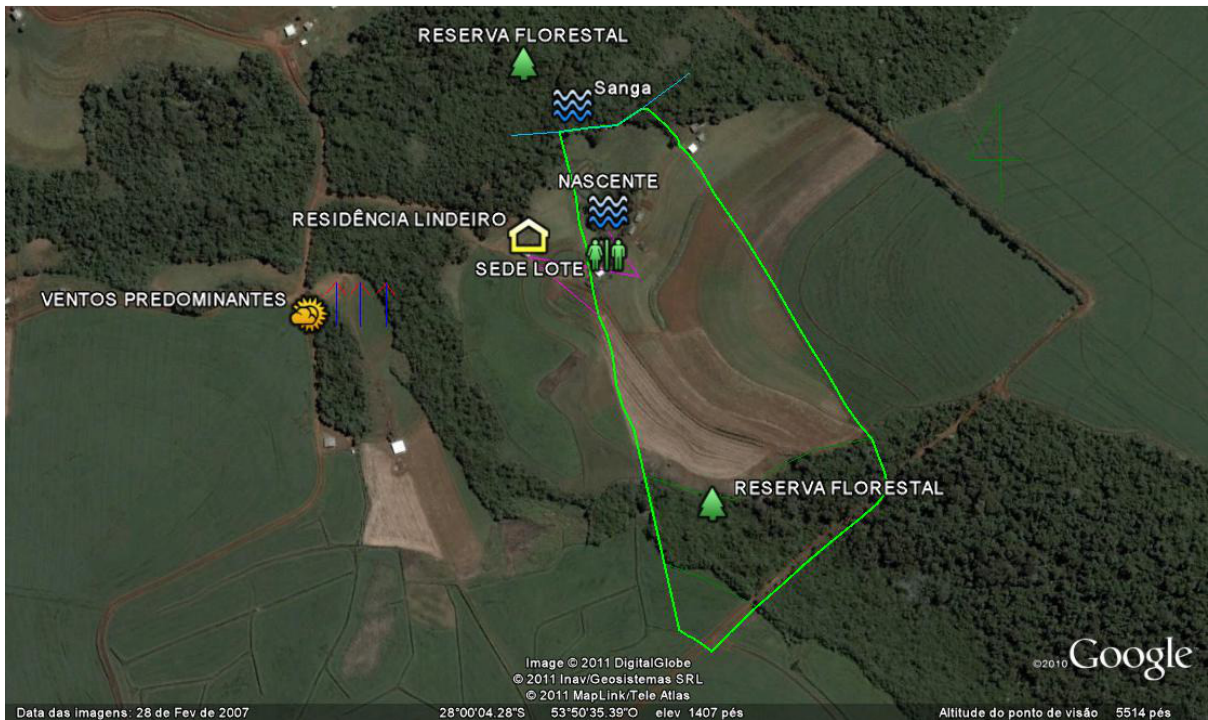 RESERVA FLORESTAL
Sanga
NASCENTE
RESIDÊNCIA LINDEIRO
SEDE LOTE
VENTOS PREDOMINANTES
RESERVA FLORESTAL
Image © 2011 DigitalGlobe
© 2011 Inav/Geosistemas SRL
© 2011 MapLink/Tele Atlas
©2010 Google
Data das imagens: 28 de Fev de 2007 28°00'04.28"S 53°50'35.39"O elev 1407 pés Altitude do ponto de visão 5514 pés